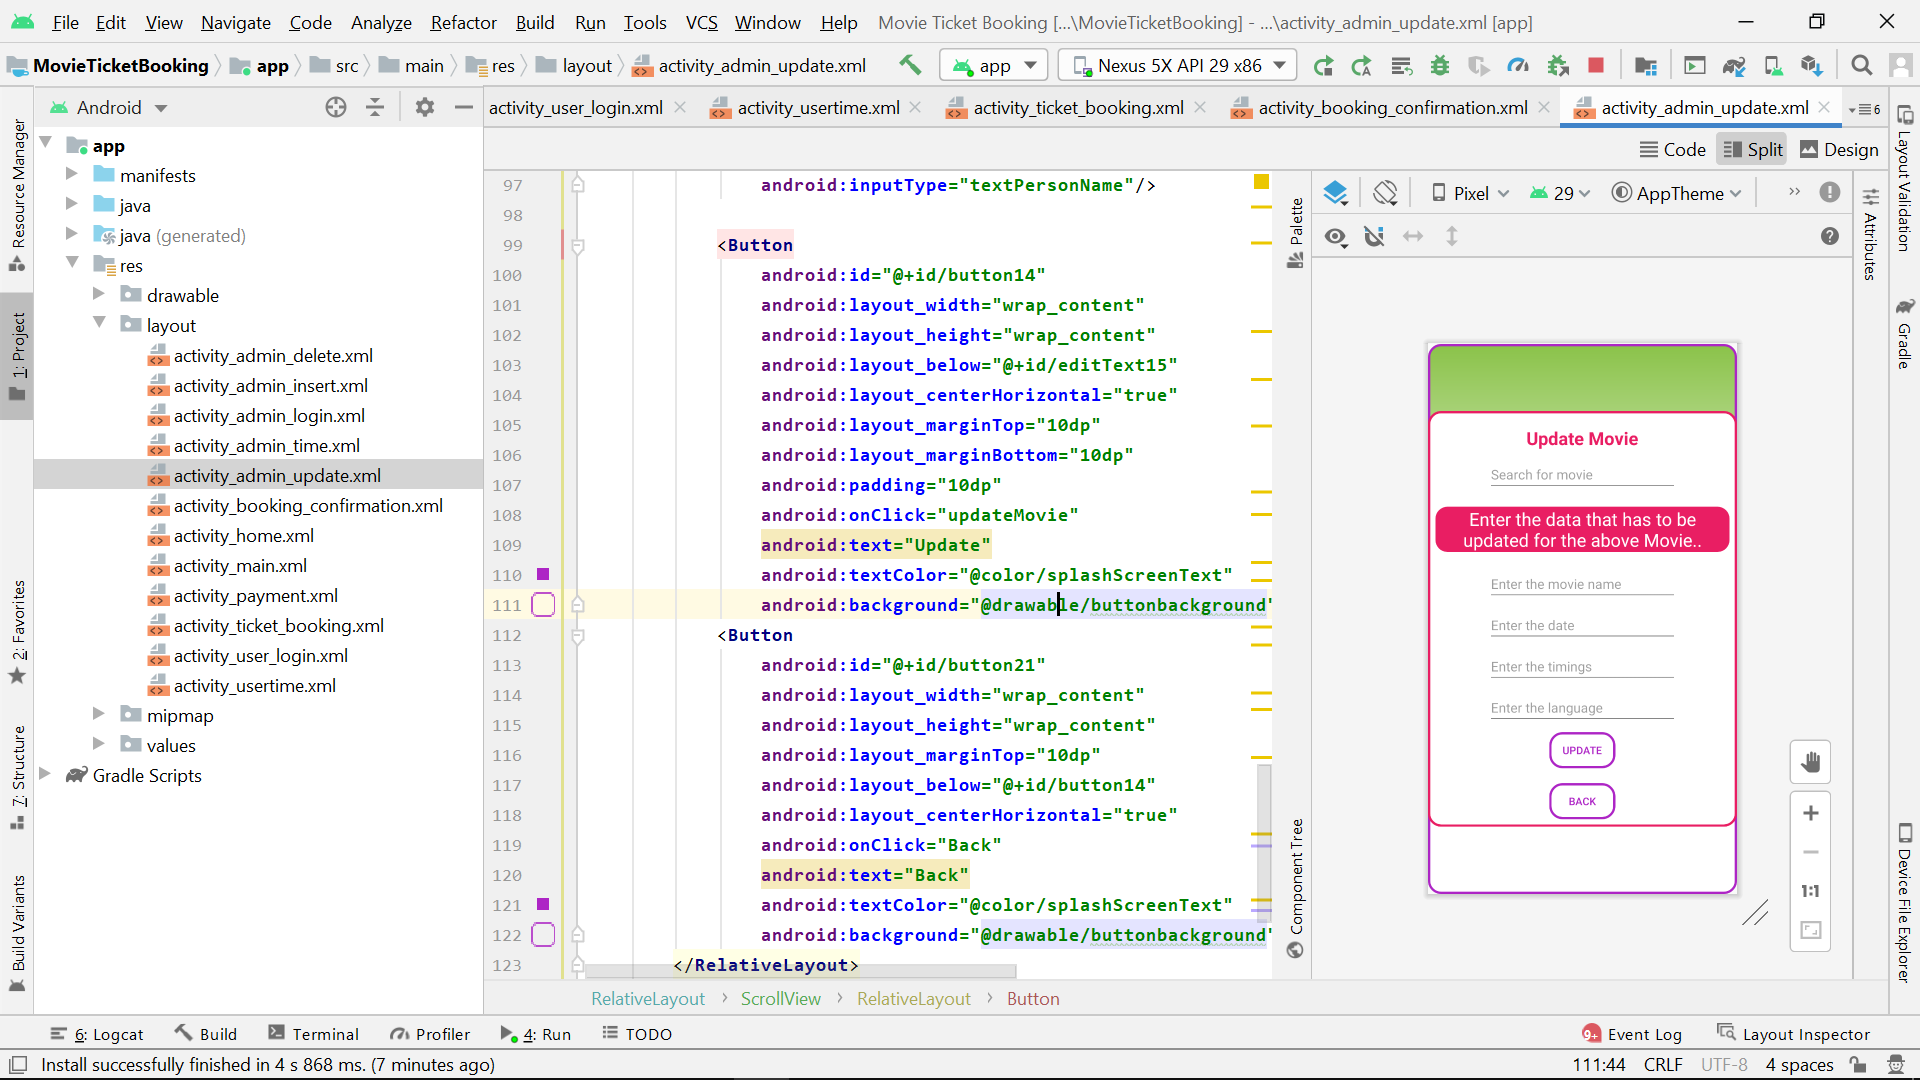 File Edit View Navigate Code Analyze Refactor Build Run Tools VCS Window Help Movie Ticket Booking [...\MovieTicketBooking] - ...\activity_admin_update.xml [app]
MovieTicketBooking app src main res layout activity_admin_update.xml app Nexus 5X API 29 x86
Android activity_user_login.xml activity_usertime.xml activity_ticket_booking.xml activity_booking_confirmation.xml activity_admin_update.xml 6
Code Split Design
Resource Manager
1: Project
2: Favorites
7: Structure
Build Variants
app
manifests
java
java (generated)
res
drawable
layout
activity_admin_delete.xml
activity_admin_insert.xml
activity_admin_login.xml
activity_admin_time.xml
activity_admin_update.xml
activity_booking_confirmation.xml
activity_home.xml
activity_main.xml
activity_payment.xml
activity_ticket_booking.xml
activity_user_login.xml
activity_usertime.xml
mipmap
values
Gradle Scripts
97 android:inputType="textPersonName"/>
98
99 <Button
100 android:id="@+id/button14"
101 android:layout_width="wrap_content"
102 android:layout_height="wrap_content"
103 android:layout_below="@+id/editText15"
104 android:layout_centerHorizontal="true"
105 android:layout_marginTop="10dp"
106 android:layout_marginBottom="10dp"
107 android:padding="10dp"
108 android:onClick="updateMovie"
109 android:text="Update"
110 android:textColor="@color/splashScreenText"
111 android:background="@drawable/buttonbackground"
112 <Button
113 android:id="@+id/button21"
114 android:layout_width="wrap_content"
115 android:layout_height="wrap_content"
116 android:layout_marginTop="10dp"
117 android:layout_below="@+id/button14"
118 android:layout_centerHorizontal="true"
119 android:onClick="Back"
120 android:text="Back"
121 android:textColor="@color/splashScreenText"
122 android:background="@drawable/buttonbackground"
123 </RelativeLayout>
RelativeLayout ScrollView RelativeLayout Button
Palette
Component Tree
Pixel 29 AppTheme
Update Movie
Search for movie
Enter the data that has to be
updated for the above Movie..
Enter the movie name
Enter the date
Enter the timings
Enter the language
UPDATE
BACK
1:1
Attributes
Layout Validation
Gradle
Device File Explorer
6: Logcat Build Terminal Profiler 4: Run TODO 9+ Event Log Layout Inspector
Install successfully finished in 4 s 868 ms. (7 minutes ago) 111:44 CRLF UTF-8 4 spaces